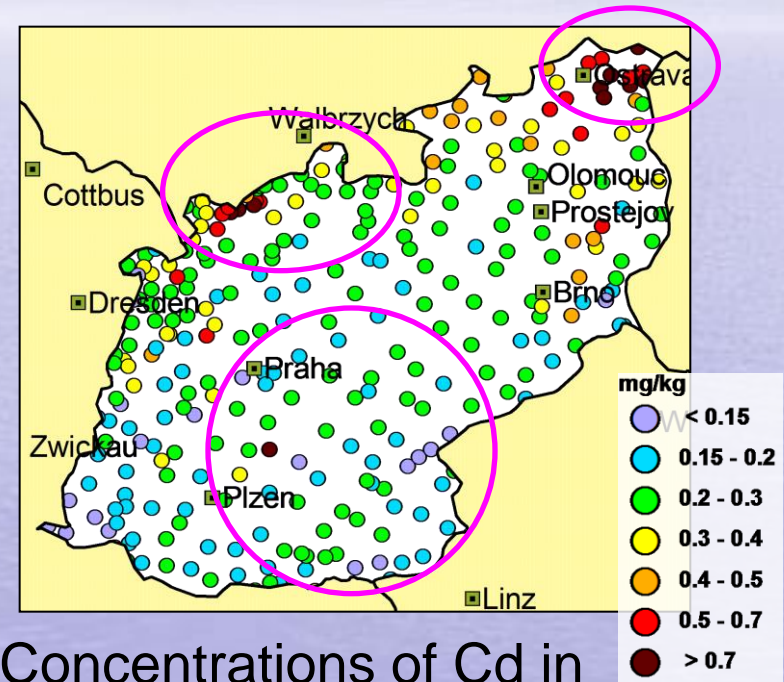 Ostrava
Walbrzych
Cottbus
Olomouc
Prostejov
Dresden
Brno
Praha
mg/kg
W
< 0.15
Zwickau
0.15 - 0.2
Plzen
0.2 - 0.3
0.3 - 0.4
0.4 - 0.5
Linz
0.5 - 0.7
> 0.7
Concentrations of Cd in